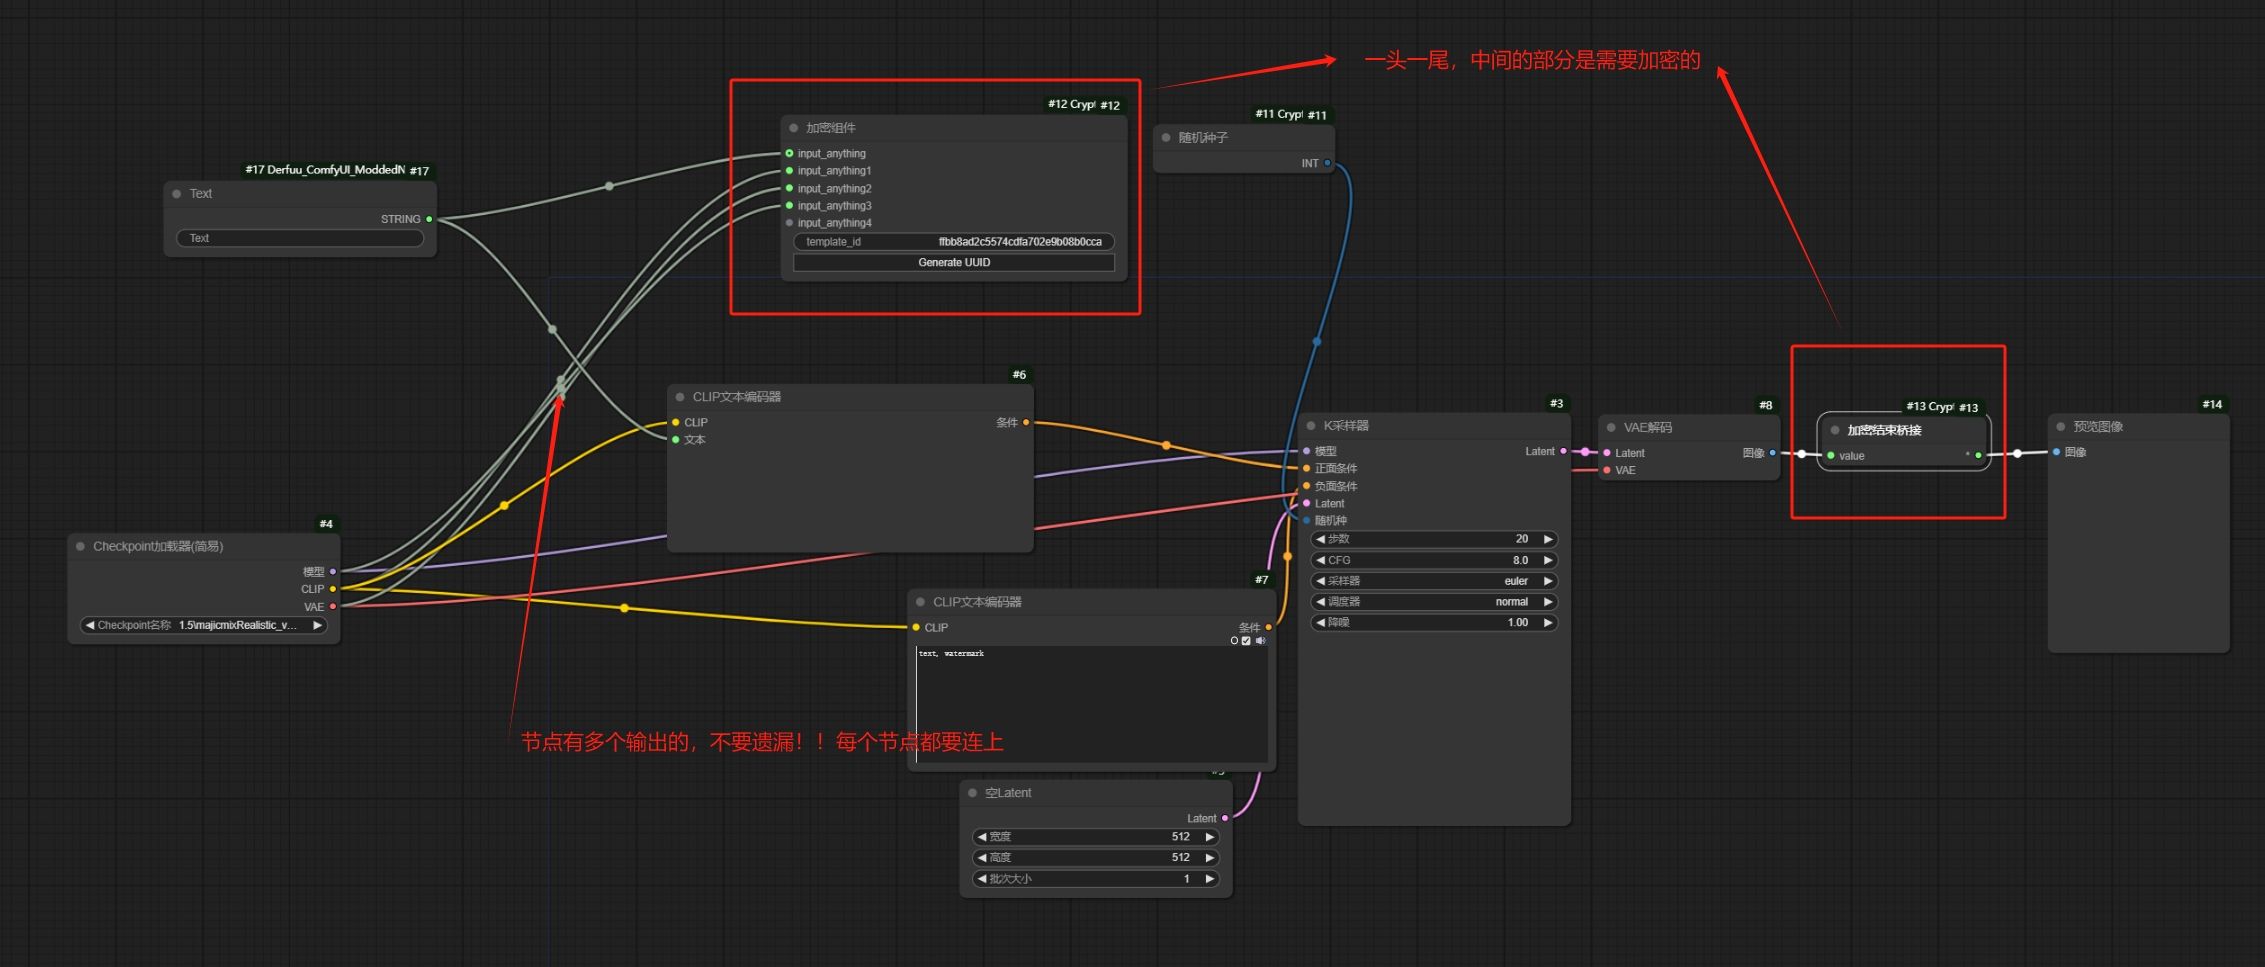 一头一尾，中间的部分是需要加密的
#12 Crypt #12
加密组件
input_anything
input_anything1
input_anything2
input_anything3
input_anything4
template_id ffbb8ad2c5574cdfa702e9b08b0cca
Generate UUID
#11 Crypt #11
随机种子
INT
#17 Derfuu_ComfyUI_ModdedN #17
Text
STRING
Text
#6
CLIP文本编码器
CLIP 条件
文本
#3
K采样器
模型 Latent
正面条件
负面条件
Latent
随机种
步数 20
CFG 8.0
采样器 euler
调度器 normal
降噪 1.00
#8
VAE解码
Latent 图像
VAE
#13 Crypt #13
加密结束桥接
value *
#14
预览图像
图像
#4
Checkpoint加载器(简易)
模型
CLIP
VAE
Checkpoint名称 1.5\majicmixRealistic_v...
#7
CLIP文本编码器
CLIP 条件
text, watermark
节点有多个输出的，不要遗漏！！每个节点都要连上
#5
空Latent
Latent
宽度 512
高度 512
批次大小 1